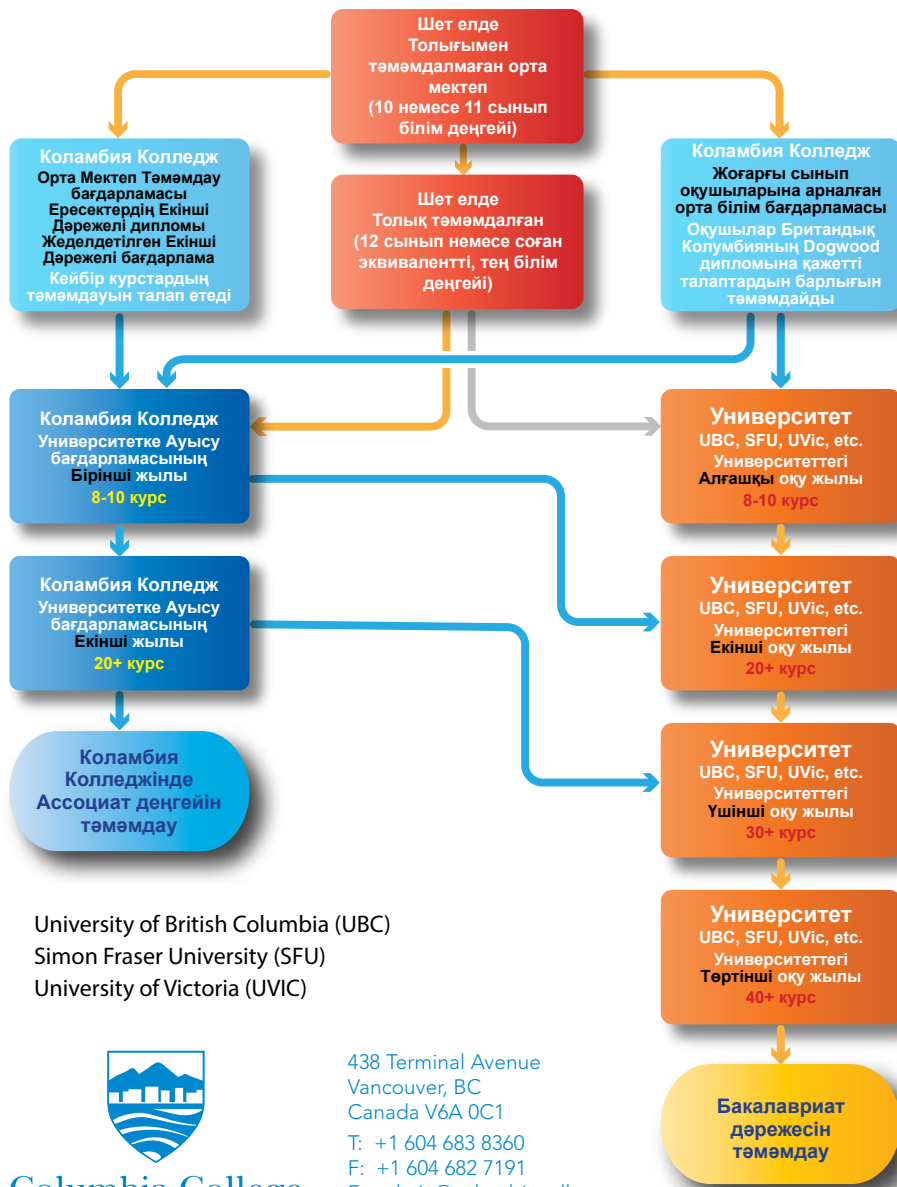 Шет елде
Толығымен
тәмәмдалмаған орта
мектеп
(10 немесе 11 сынып
білім деңгейі)
Коламбия Колледж
Орта Мектеп Тәмәмдау
бағдарламасы
Ересектердің Екінші
Дәрежелі дипломы
Жеделдетілген Екінші
Дәрежелі бағдарлама
Кейбір курстардың
тәмәмдауын талап етеді
Шет елде
Толық тәмәмдалған
(12 сынып немесе соған
эквивалентті, тең білім
деңгейі)
Коламбия Колледж
Жоғарғы сынып
оқушыларына арналған
орта білім бағдарламасы
Оқушылар Британдық
Колумбияның Dogwood
дипломына қажетті
талаптардын барлығын
тәмәмдайды
Коламбия Колледж
Университетке Ауысу
бағдарламасының
Бірінші жылы
8-10 курс
Университет
UBC, SFU, UVic, etc.
Университеттегі
Алғашқы оқу жылы
8-10 курс
Коламбия Колледж
Университетке Ауысу
бағдарламасының
Екінші жылы
20+ курс
Университет
UBC, SFU, UVic, etc.
Университеттегі
Екінші оқу жылы
20+ курс
Коламбия
Колледжінде
Ассоциат деңгейін
тәмәмдау
Университет
UBC, SFU, UVic, etc.
Университеттегі
Үшінші оқу жылы
30+ курс
University of British Columbia (UBC)
Simon Fraser University (SFU)
University of Victoria (UVIC)
Университет
UBC, SFU, UVic, etc.
Университеттегі
Төртінші оқу жылы
40+ курс
Бакалавриат
дәрежесін
тәмәмдау
438 Terminal Avenue
Vancouver, BC
Canada V6A 0C1
T: +1 604 683 8360
F: +1 604 682 7191
Columbia College